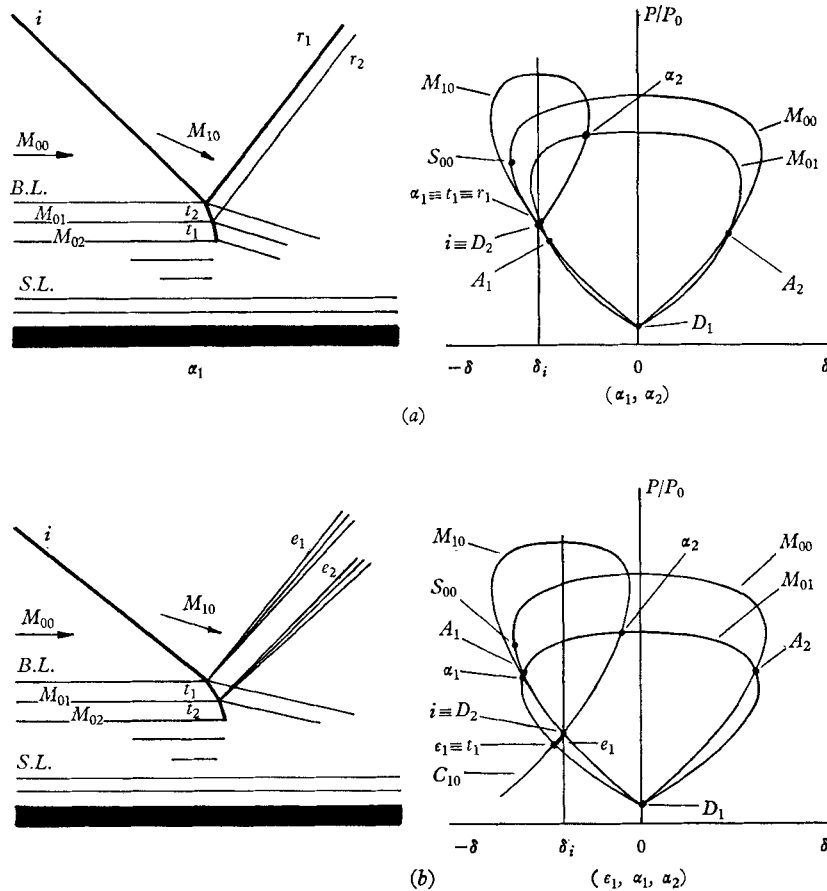 i
r₁
r₂
M₁₀
M₀₀
B.L.
M₀₁
t₂
M₀₂
t₁
S.L.
α₁
P/P₀
M₁₀
α₂
M₀₀
M₀₁
S₀₀
α₁ ≡ t₁ ≡ r₁
i ≡ D₂
A₁
A₂
D₁
−δ
δᵢ
0
δ
(α₁, α₂)
(a)
i
e₁
e₂
M₁₀
M₀₀
B.L.
M₀₁
t₁
M₀₂
t₂
S.L.
P/P₀
M₁₀
α₂
M₀₀
M₀₁
S₀₀
A₁
A₂
α₁
i ≡ D₂
ϵ₁ ≡ t₁
e₁
C₁₀
D₁
−δ
δᵢ
0
δ
(ϵ₁, α₁, α₂)
(b)